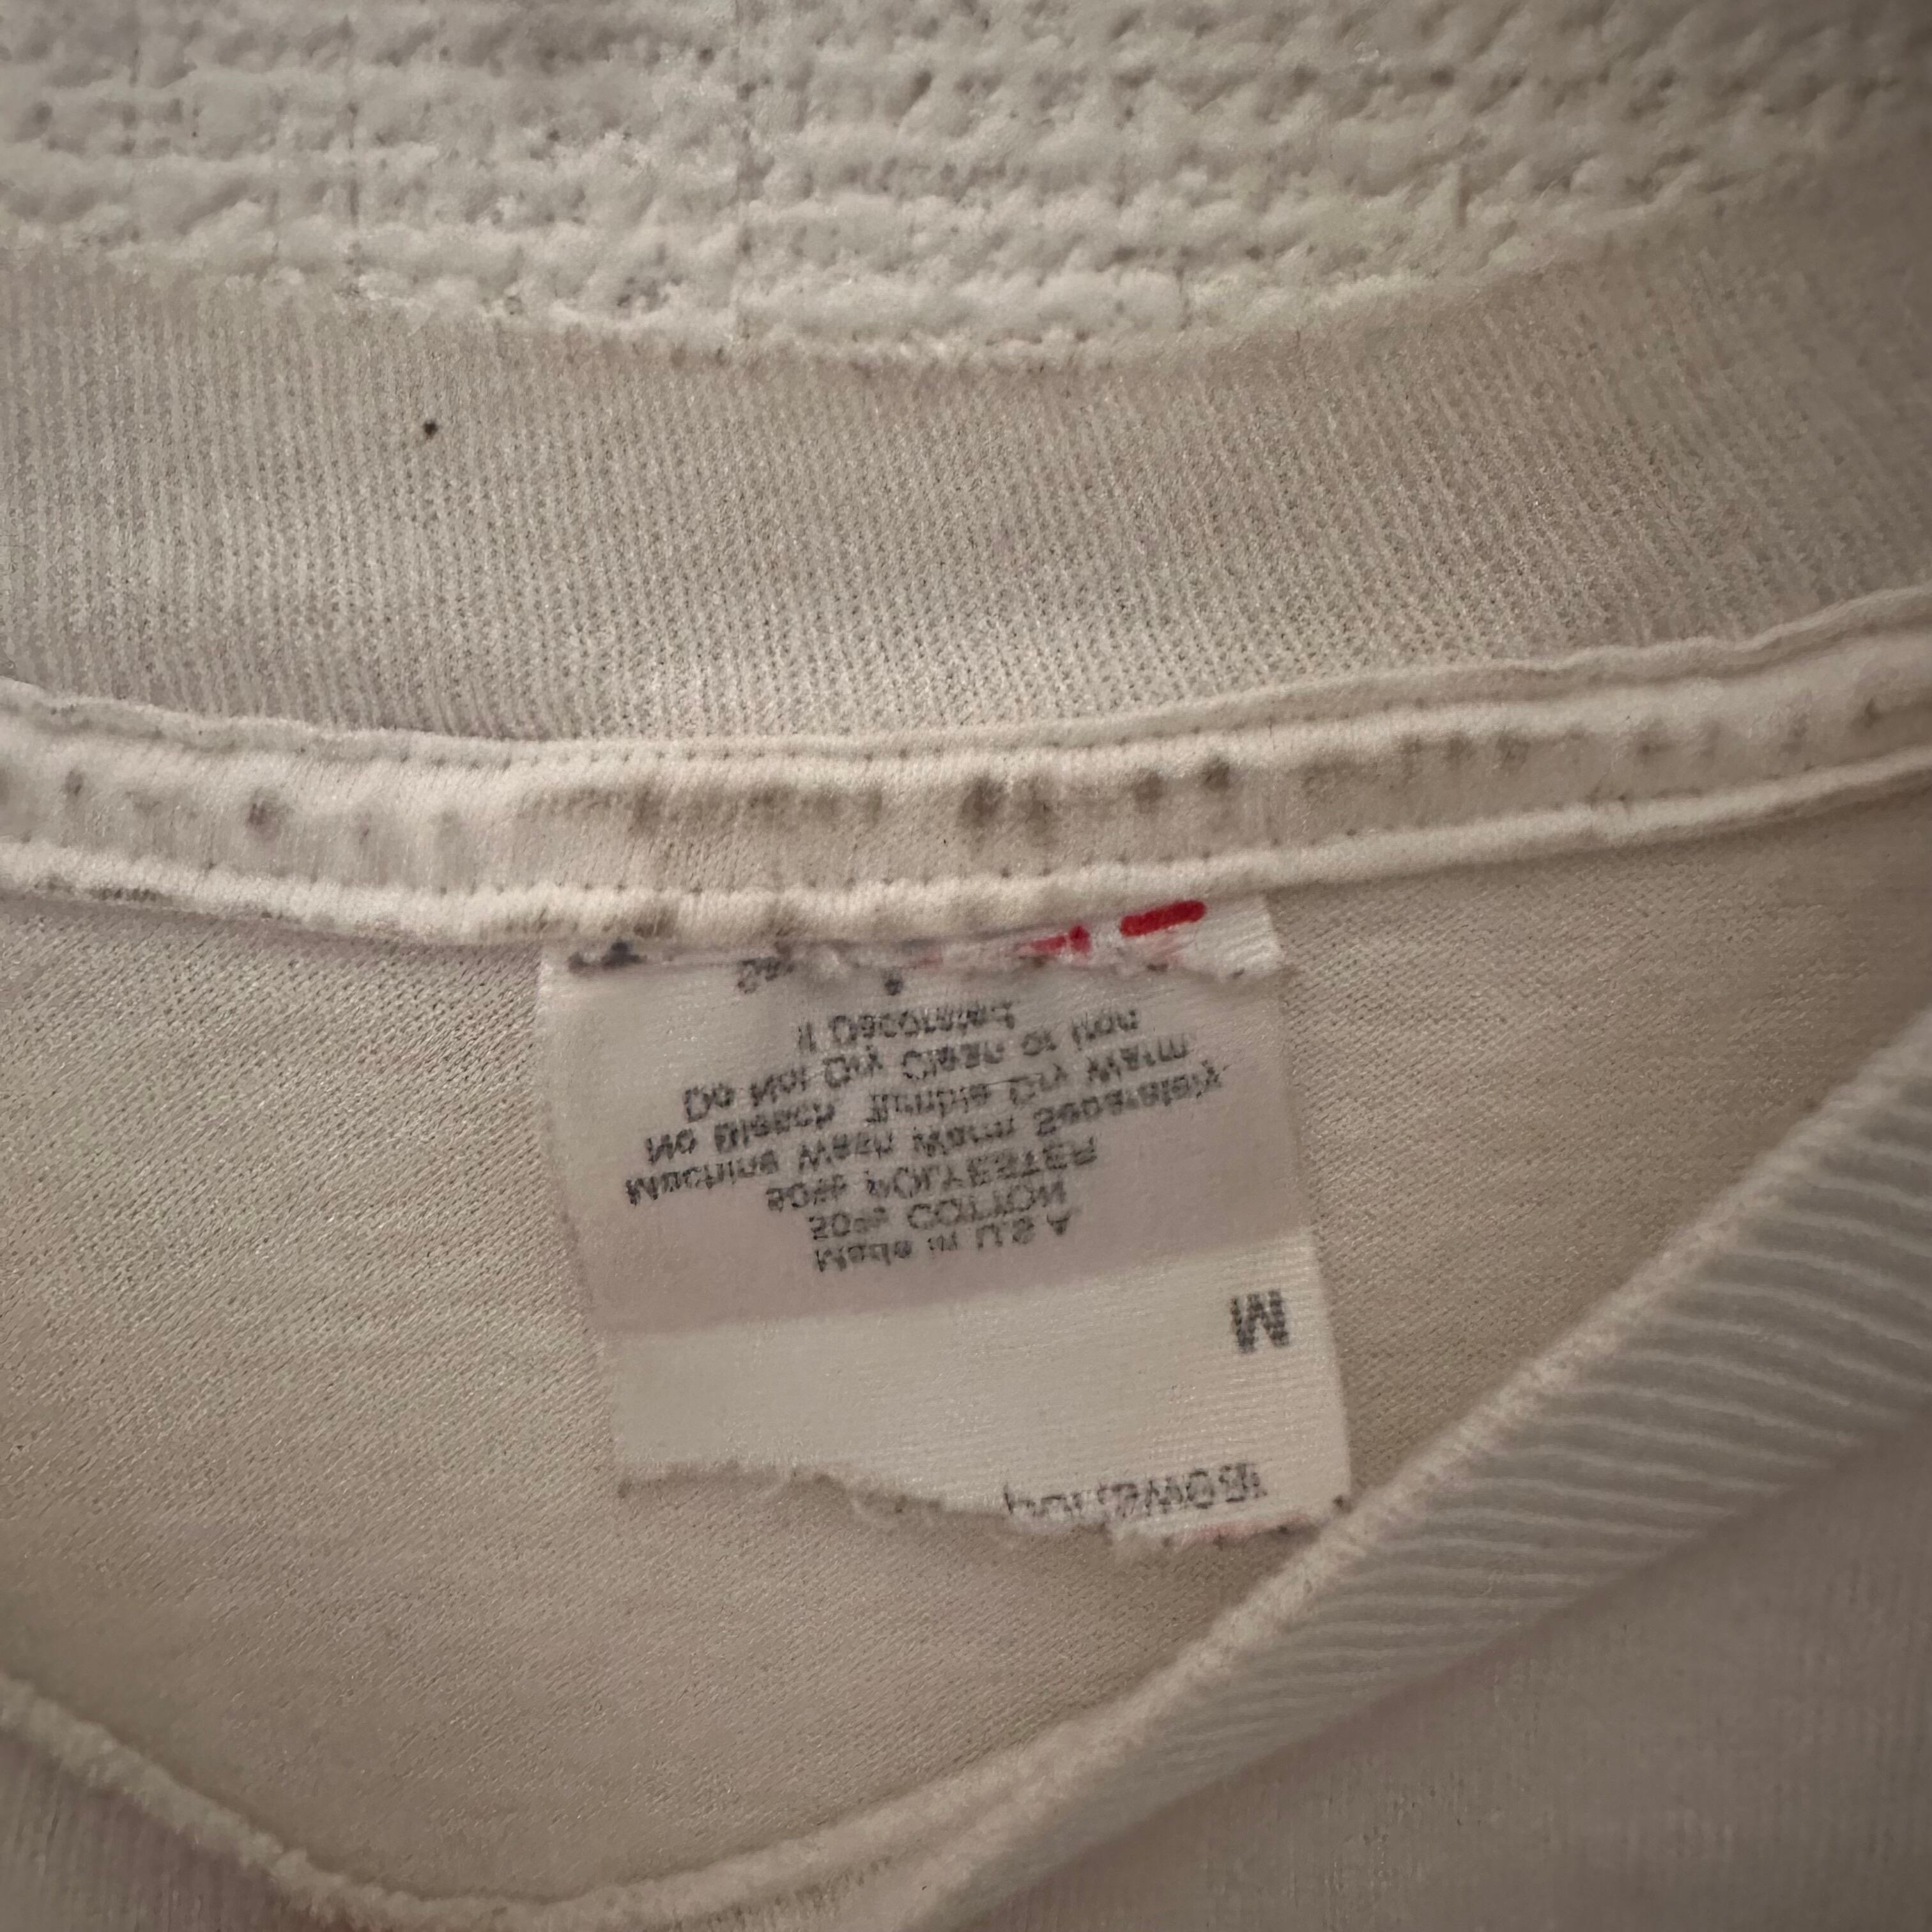 M
Made in U.S.A.
50% COTTON
50% POLYESTER
Machine Wash Warm Separately.
No Bleach. Tumble Dry Warm
Do Not Dry Clean or Iron
If Decorated